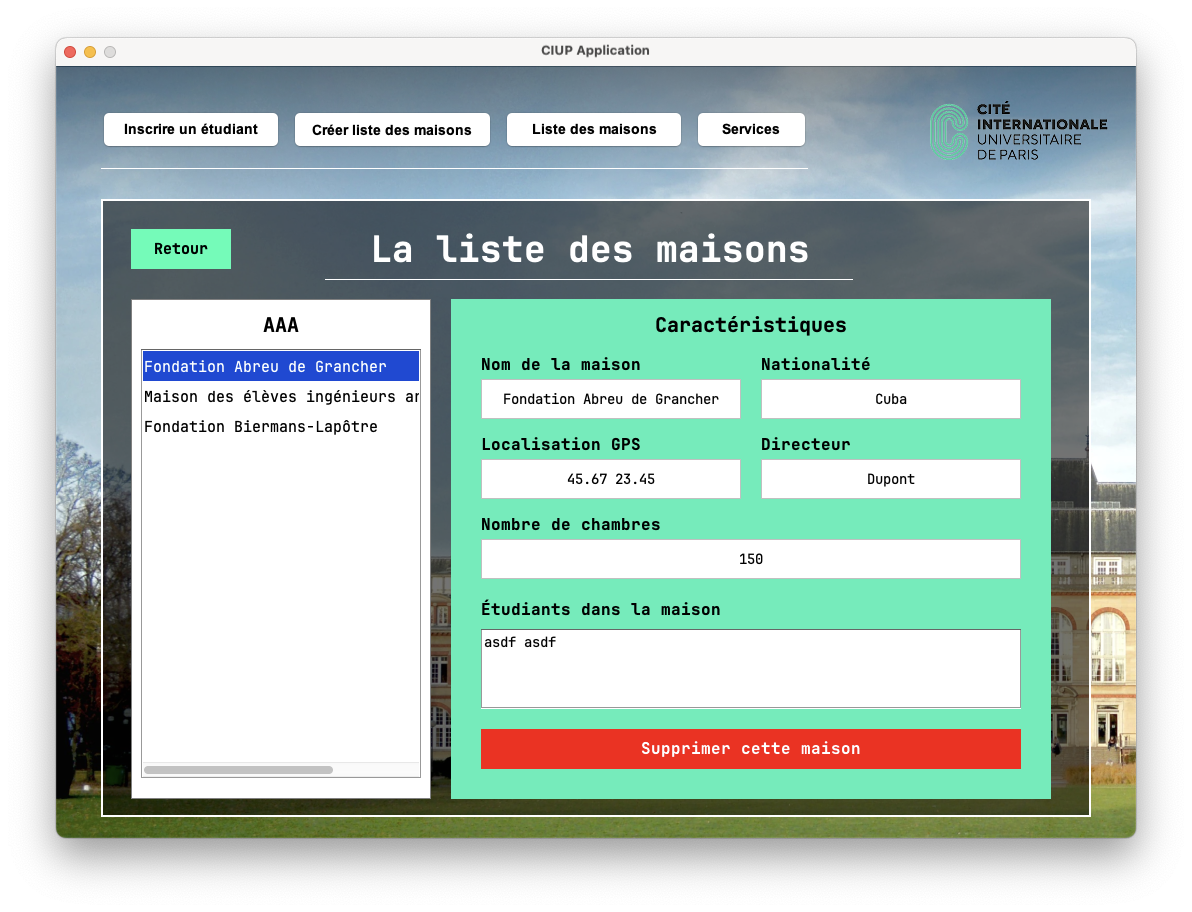 CIUP Application
Inscrire un étudiant
Créer liste des maisons
Liste des maisons
Services
CITÉ
INTERNATIONALE
UNIVERSITAIRE
DE PARIS
Retour
La liste des maisons
AAA
Fondation Abreu de Grancher
Maison des élèves ingénieurs
Fondation Biermans-Lapôtre
Caractéristiques
Nom de la maison
Nationalité
Fondation Abreu de Grancher
Cuba
Localisation GPS
Directeur
45.67 23.45
Dupont
Nombre de chambres
150
Étudiants dans la maison
asdf asdf
Supprimer cette maison